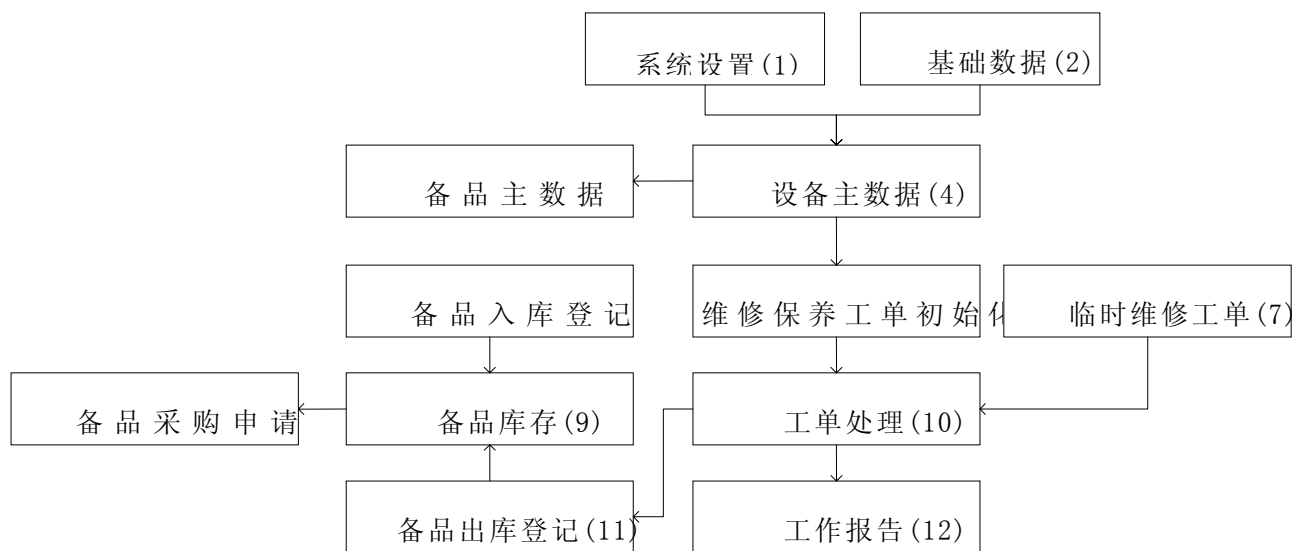 系统设置(1)
基础数据(2)
备品主数据
设备主数据(4)
备品入库登记
维修保养工单初始化
临时维修工单(7)
备品采购申请
备品库存(9)
工单处理(10)
备品出库登记(11)
工作报告(12)